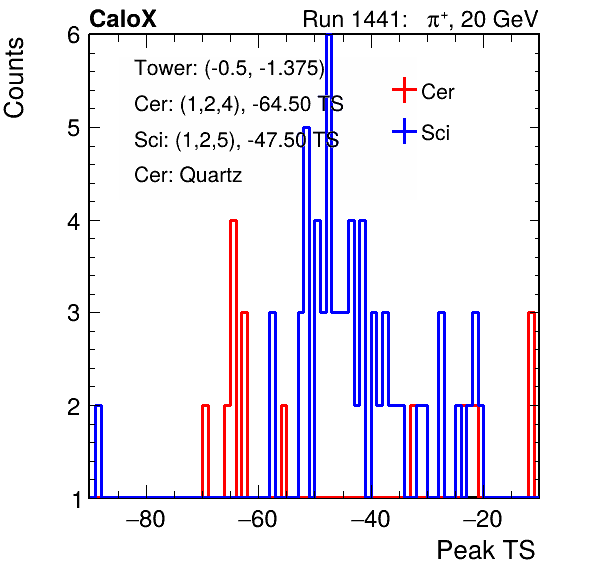 CaloX Run 1441: π⁺, 20 GeV
Counts
Tower: (-0.5, -1.375)
Cer: (1,2,4), -64.50 TS
Sci: (1,2,5), -47.50 TS
Cer: Quartz
Cer
Sci
6
5
4
3
2
1
−80 −60 −40 −20
Peak TS